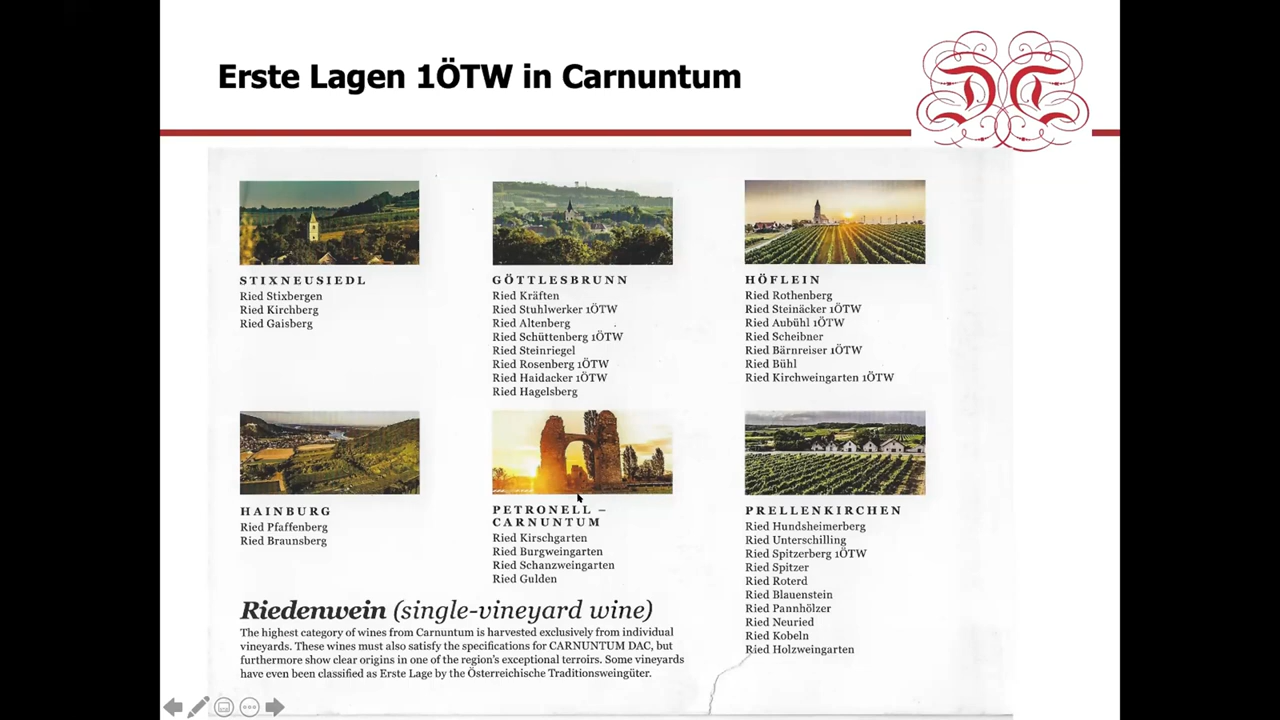 Erste Lagen 1ÖTW in Carnuntum
STIXNEUSIEDL
Ried Stixbergen
Ried Kirchberg
Ried Gaisberg
GÖTTLESBRUNN
Ried Kräften
Ried Stuhlwerker 1ÖTW
Ried Altenberg
Ried Schüttenberg 1ÖTW
Ried Steinriegel
Ried Rosenberg 1ÖTW
Ried Haidacker 1ÖTW
Ried Hagelsberg
HÖFLEIN
Ried Rothenberg
Ried Steinäcker 1ÖTW
Ried Aubühl 1ÖTW
Ried Scheibner
Ried Bärnreiser 1ÖTW
Ried Bühl
Ried Kirchweingarten 1ÖTW
HAINBURG
Ried Pfaffenberg
Ried Braunsberg
PETRONELL –
CARNUNTUM
Ried Kirschgarten
Ried Burgweingarten
Ried Schanzweingarten
Ried Gulden
PRELLENKIRCHEN
Ried Hundsheimerberg
Ried Unterschilling
Ried Spitzerberg 1ÖTW
Ried Spitzer
Ried Roterd
Ried Blauenstein
Ried Pannhölzer
Ried Neuried
Ried Kobeln
Ried Holzweingarten
Riedenwein (single-vineyard wine)
The highest category of wines from Carnuntum is harvested exclusively from individual
vineyards. These wines must also satisfy the specifications for CARNUNTUM DAC, but
furthermore show clear origins in one of the region's exceptional terroirs. Some vineyards
have even been classified as Erste Lage by the Österreichische Traditionsweingüter.